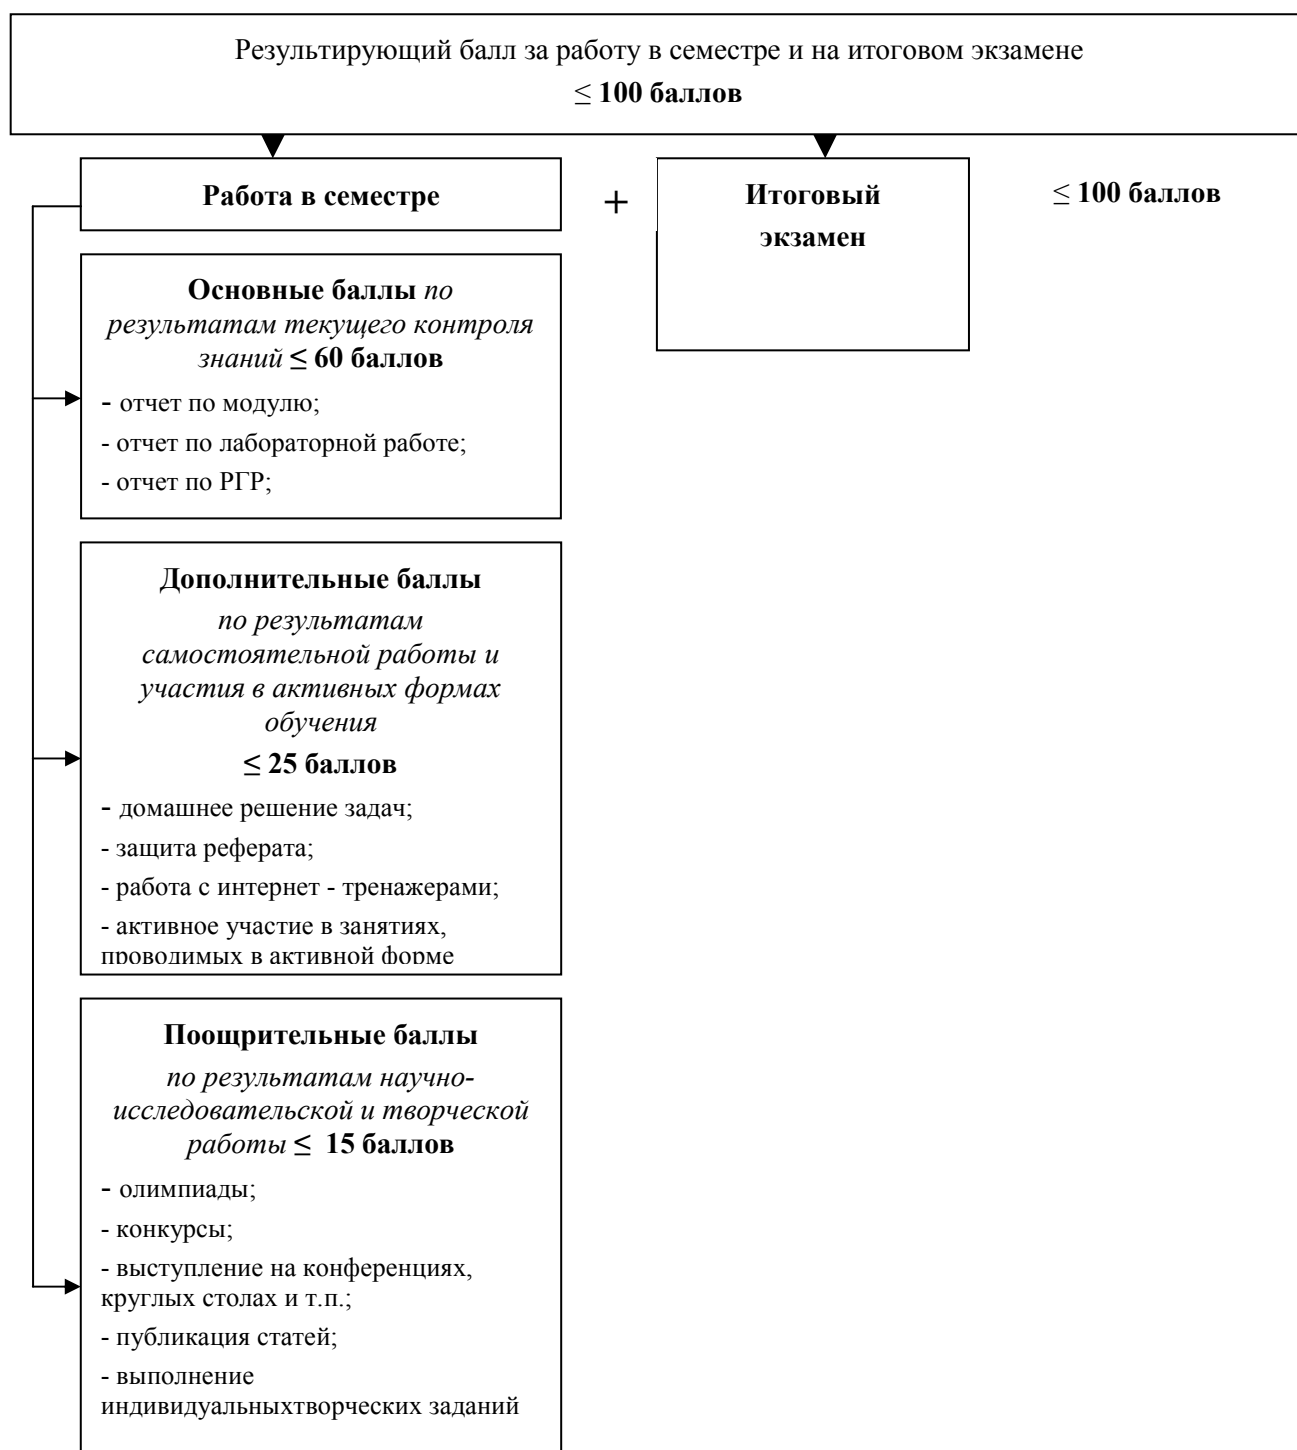 Результирующий балл за работу в семестре и на итоговом экзамене
≤ 100 баллов
Работа в семестре
+
Итоговый
экзамен
≤ 100 баллов
Основные баллы по
результатам текущего контроля
знаний ≤ 60 баллов
- отчет по модулю;
- отчет по лабораторной работе;
- отчет по РГР;
Дополнительные баллы
по результатам
самостоятельной работы и
участия в активных формах
обучения
≤ 25 баллов
- домашнее решение задач;
- защита реферата;
- работа с интернет - тренажерами;
- активное участие в занятиях,
проводимых в активной форме
Поощрительные баллы
по результатам научно-
исследовательской и творческой
работы ≤ 15 баллов
- олимпиады;
- конкурсы;
- выступление на конференциях,
круглых столах и т.п.;
- публикация статей;
- выполнение
индивидуальныхтворческих заданий